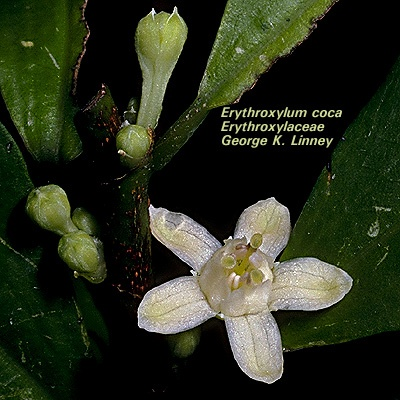 Erythroxylum coca
Erythroxylaceae
George K. Linney